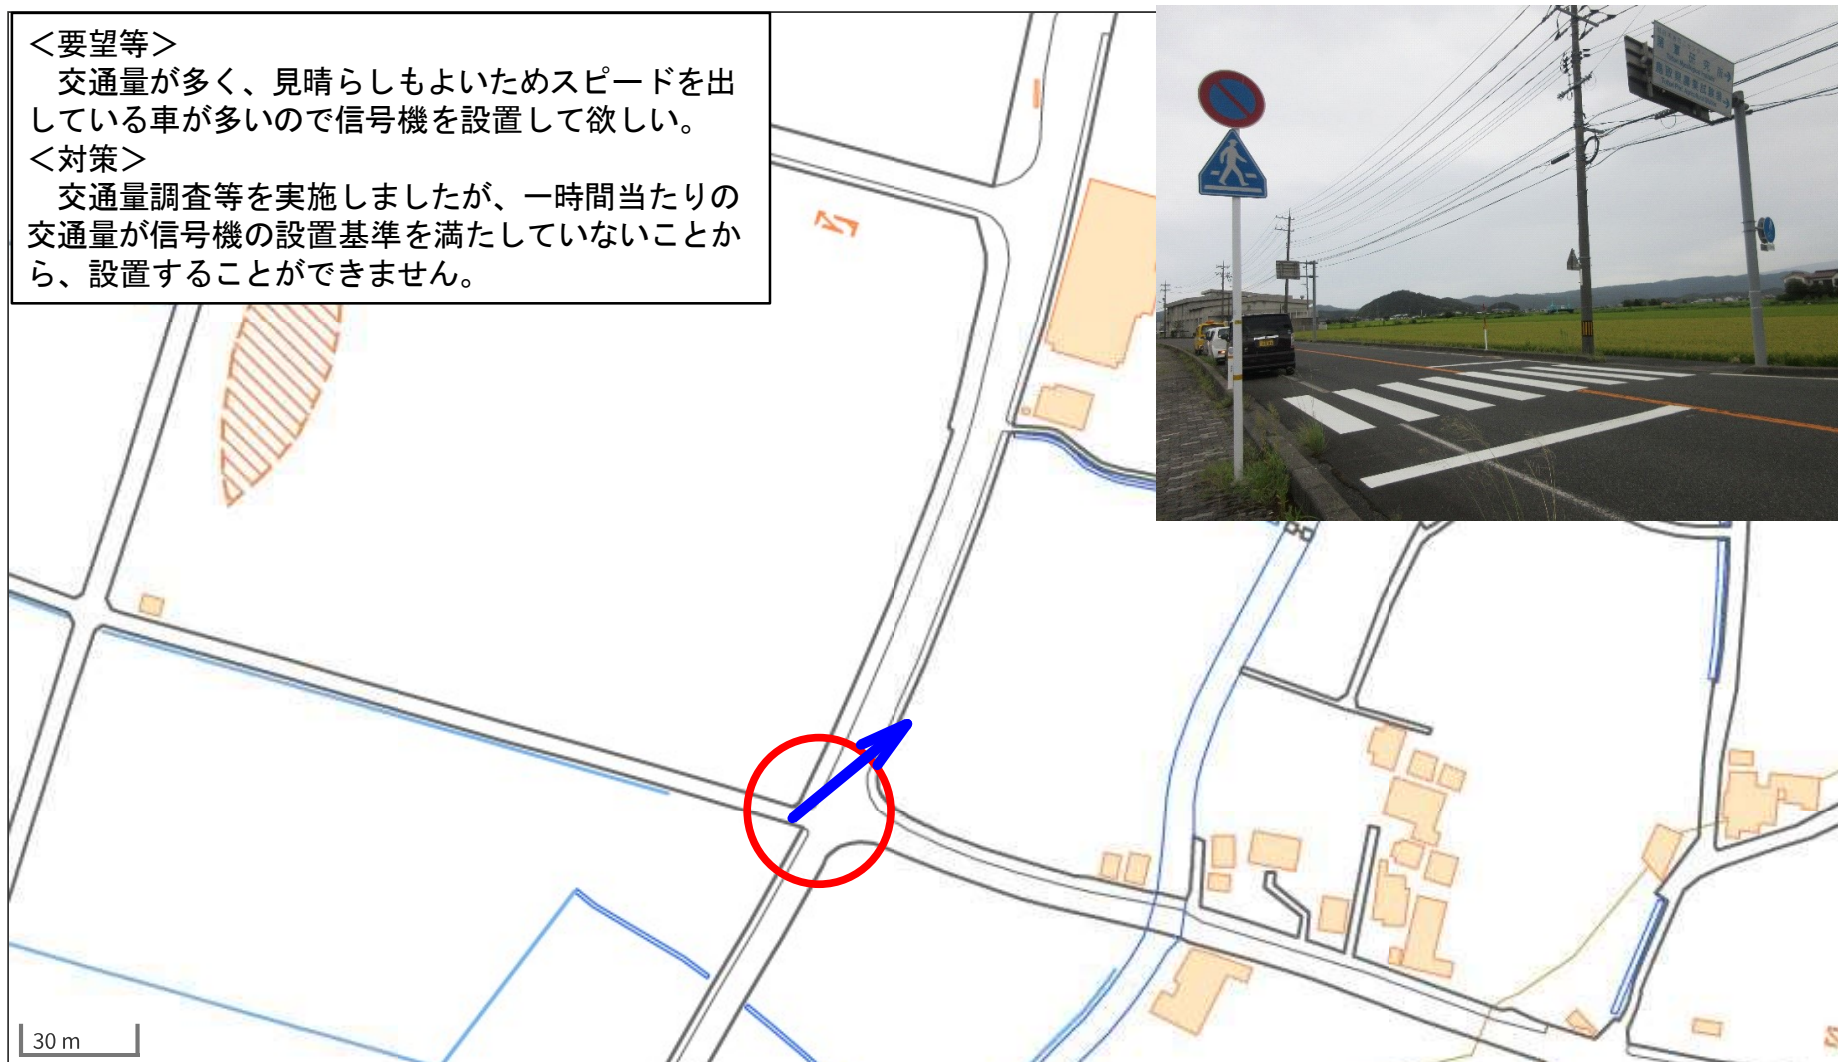 ＜要望等＞
　交通量が多く、見晴らしもよいためスピードを出
している車が多いので信号機を設置して欲しい。
＜対策＞
　交通量調査等を実施しましたが、一時間当たりの
交通量が信号機の設置基準を満たしていないことか
ら、設置することができません。
30 m